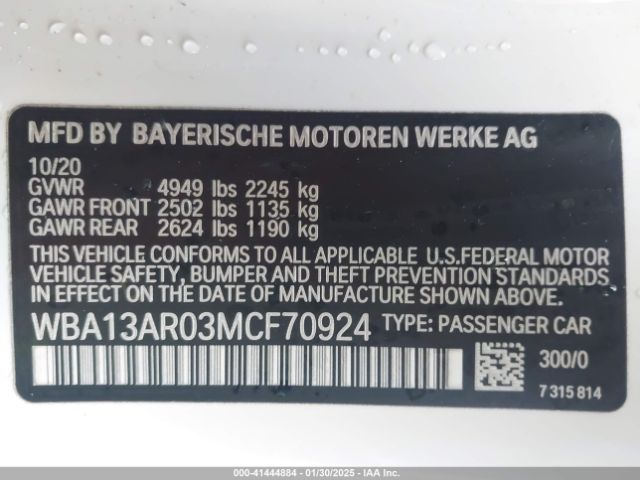 MFD BY BAYERISCHE MOTOREN WERKE AG
10/20
GVWR 4949 lbs 2245 kg
GAWR FRONT 2502 lbs 1135 kg
GAWR REAR 2624 lbs 1190 kg
THIS VEHICLE CONFORMS TO ALL APPLICABLE U.S.FEDERAL MOTOR
VEHICLE SAFETY, BUMPER AND THEFT PREVENTION STANDARDS
IN EFFECT ON THE DATE OF MANUFACTURE SHOWN ABOVE.
WBA13AR03MCF70924 TYPE: PASSENGER CAR
300/0
7 315 814
000-41444884 / 01/30/2025 - IAA Inc.